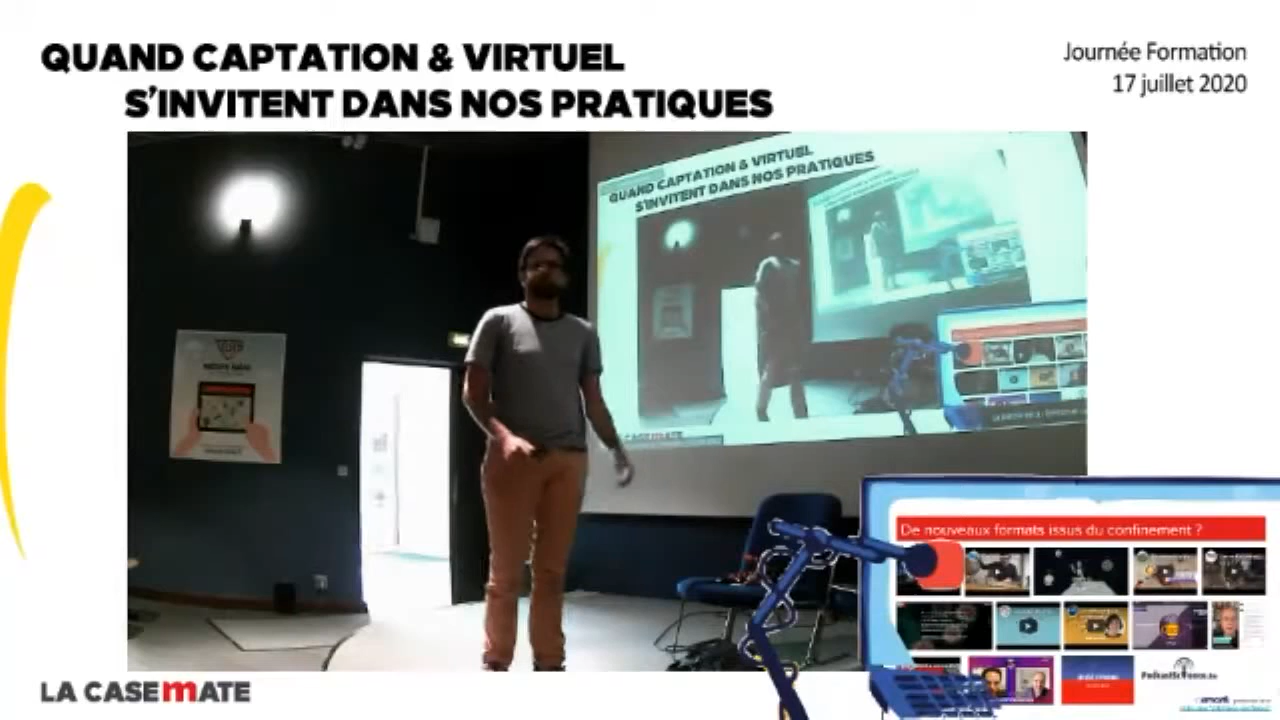 QUAND CAPTATION & VIRTUEL
S'INVITENT DANS NOS PRATIQUES
Journée Formation
17 juillet 2020
QUAND CAPTATION & VIRTUEL
S'INVITENT DANS NOS PRATIQUES
CASEMATE
De nouveaux formats issus du confinement ?
LA CASEMATE